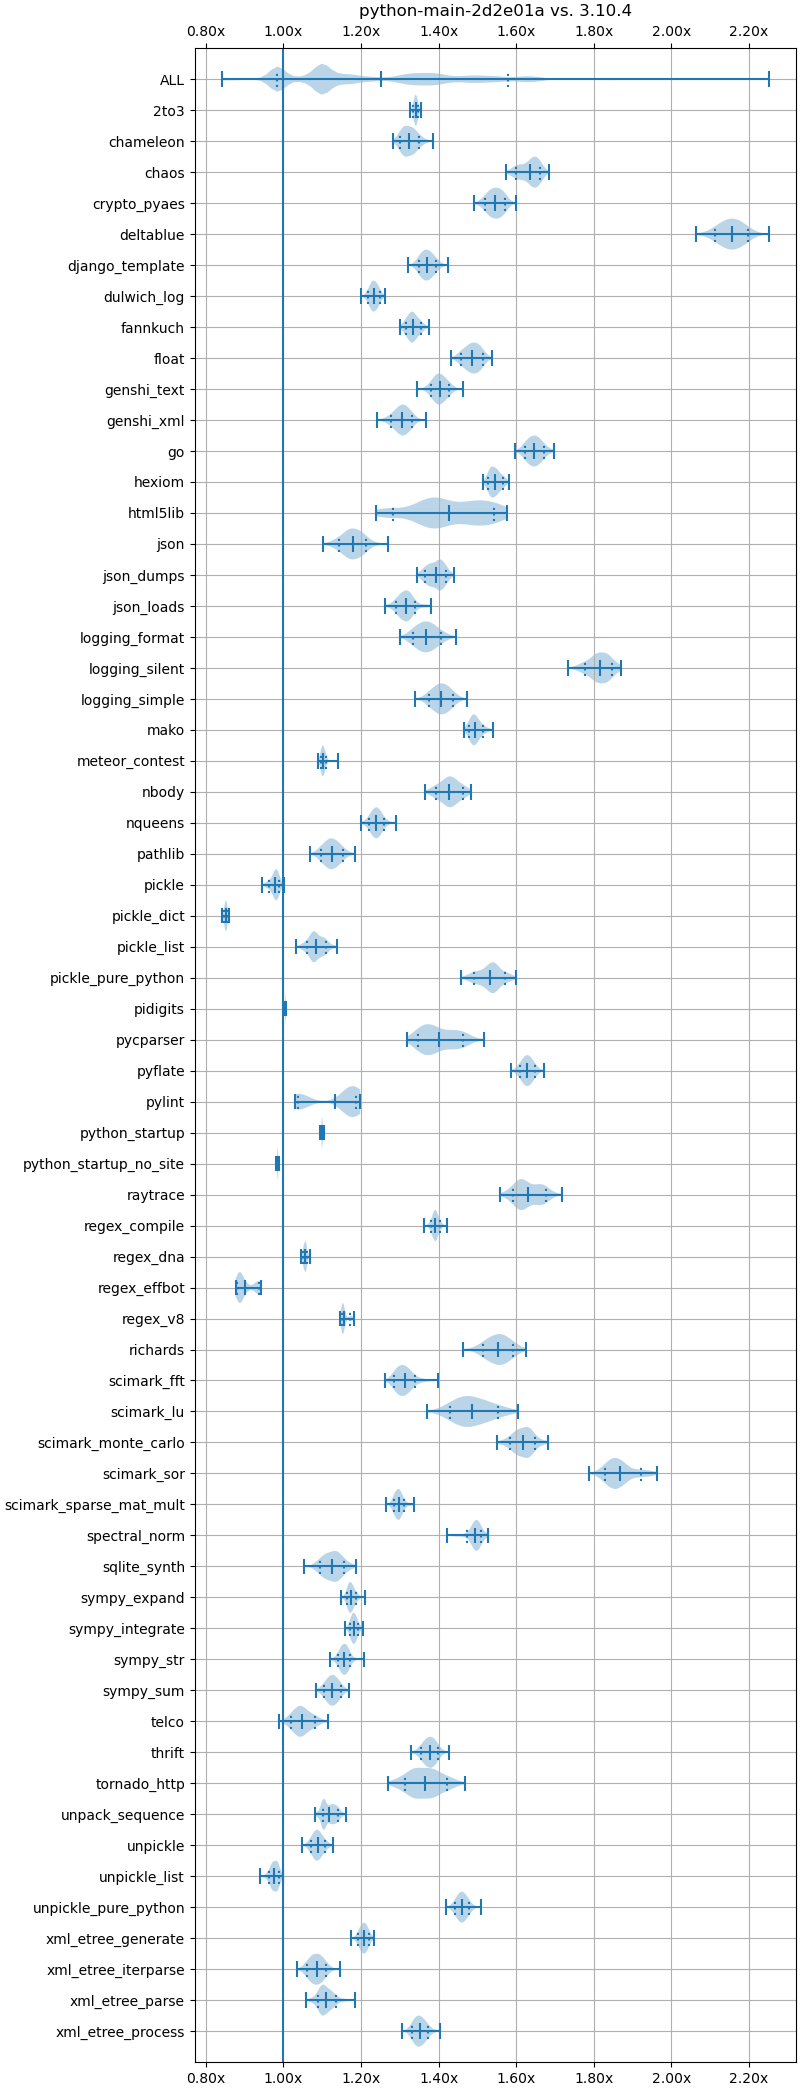 python-main-2d2e01a vs. 3.10.4
0.80x 1.00x 1.20x 1.40x 1.60x 1.80x 2.00x 2.20x
ALL
2to3
chameleon
chaos
crypto_pyaes
deltablue
django_template
dulwich_log
fannkuch
float
genshi_text
genshi_xml
go
hexiom
html5lib
json
json_dumps
json_loads
logging_format
logging_silent
logging_simple
mako
meteor_contest
nbody
nqueens
pathlib
pickle
pickle_dict
pickle_list
pickle_pure_python
pidigits
pycparser
pyflate
pylint
python_startup
python_startup_no_site
raytrace
regex_compile
regex_dna
regex_effbot
regex_v8
richards
scimark_fft
scimark_lu
scimark_monte_carlo
scimark_sor
scimark_sparse_mat_mult
spectral_norm
sqlite_synth
sympy_expand
sympy_integrate
sympy_str
sympy_sum
telco
thrift
tornado_http
unpack_sequence
unpickle
unpickle_list
unpickle_pure_python
xml_etree_generate
xml_etree_iterparse
xml_etree_parse
xml_etree_process
0.80x 1.00x 1.20x 1.40x 1.60x 1.80x 2.00x 2.20x